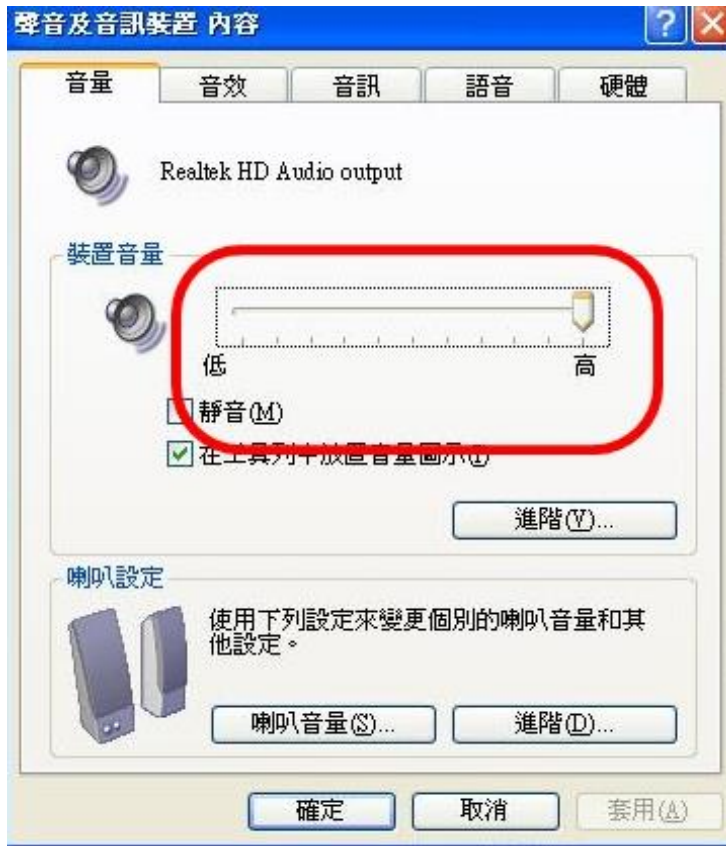 聲音及音訊裝置 內容
音量 音效 音訊 語音 硬體
Realtek HD Audio output
裝置音量
低 高
靜音(M)
在工具列中放置音量圖示(I)
進階(V)...
喇叭設定
使用下列設定來變更個別的喇叭音量和其
他設定。
喇叭音量(S)... 進階(D)...
確定 取消 套用(A)